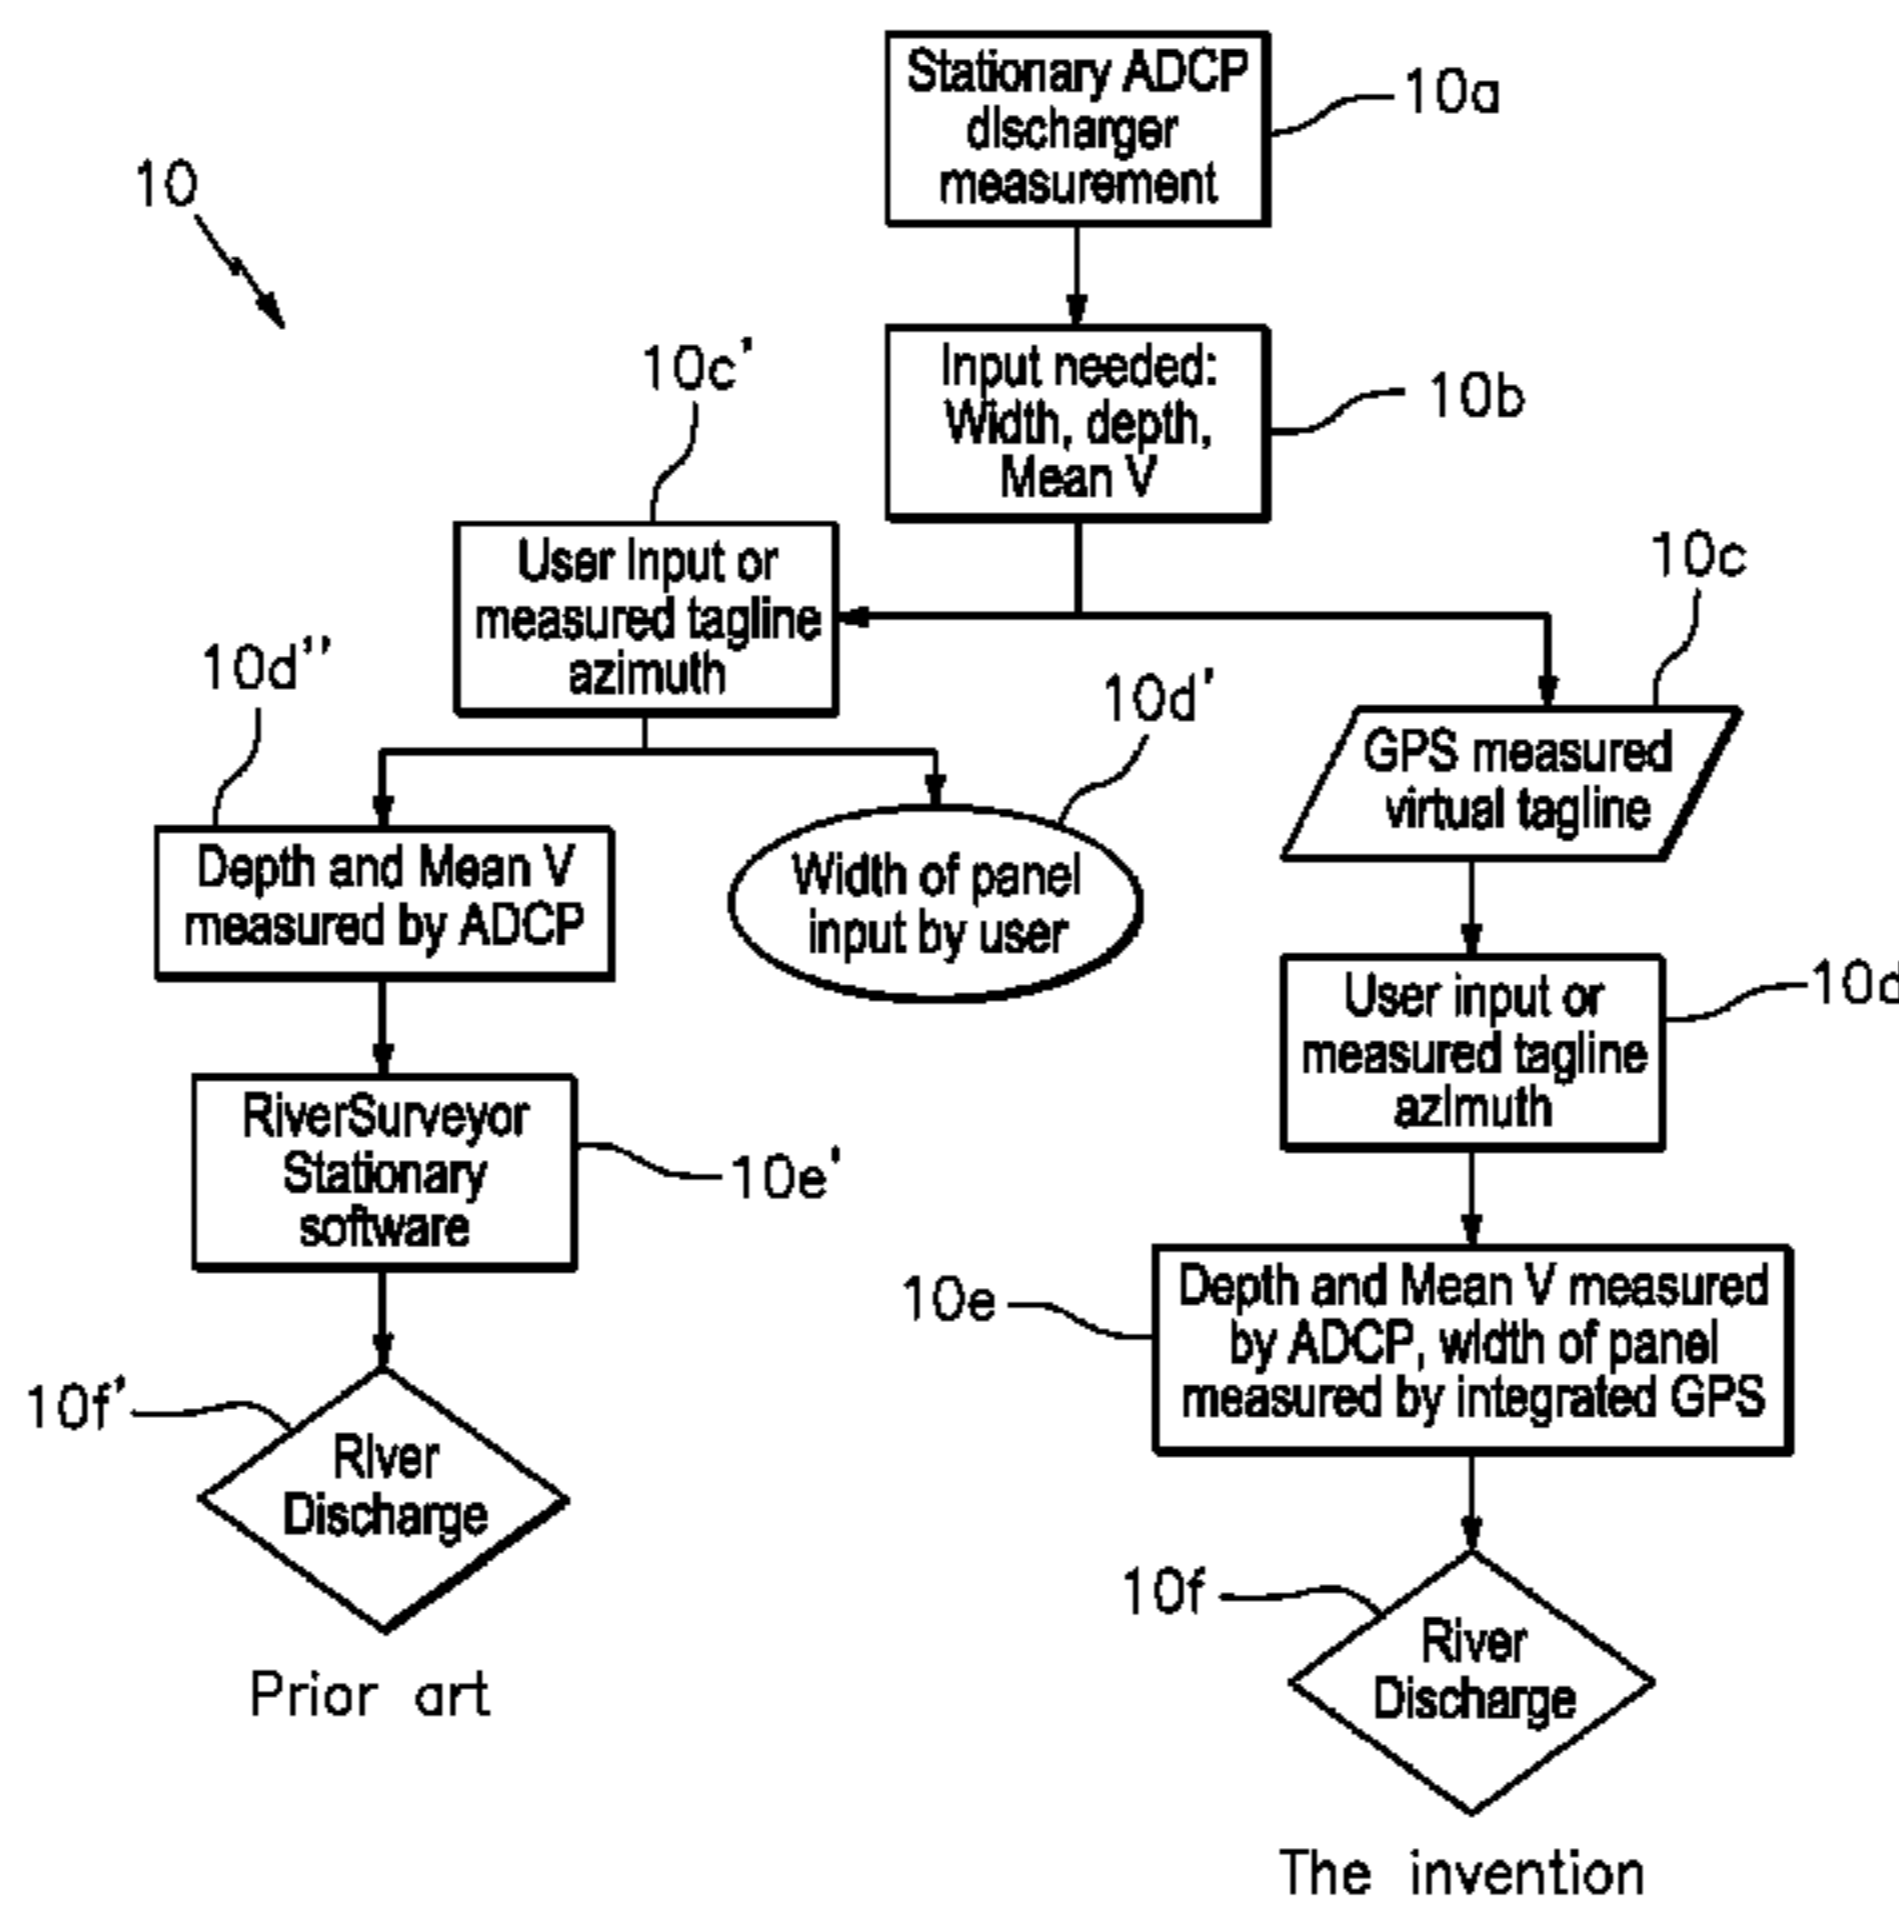 Stationary ADCP
discharger
measurement
10a
10
Input needed:
Width, depth,
Mean V
10b
10c'
User Input or
measured tagline
azimuth
10c
GPS measured
virtual tagline
10d''
Depth and Mean V
measured by ADCP
10d'
Width of panel
input by user
10d
User input or
measured tagline
azimuth
RiverSurveyor
Stationary
software
10e'
10e
Depth and Mean V measured
by ADCP, width of panel
measured by integrated GPS
10f'
River
Discharge
Prior art
10f
River
Discharge
The invention